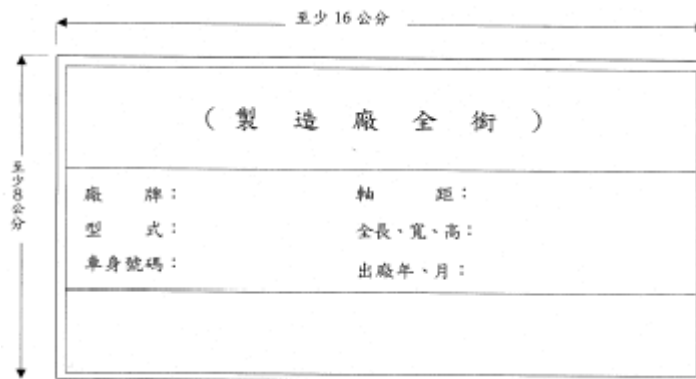 至少 16 公分
至少8公分
（製造廠全銜）
廠牌：
軸距：
型式：
全長、寬、高：
車身號碼：
出廠年、月：